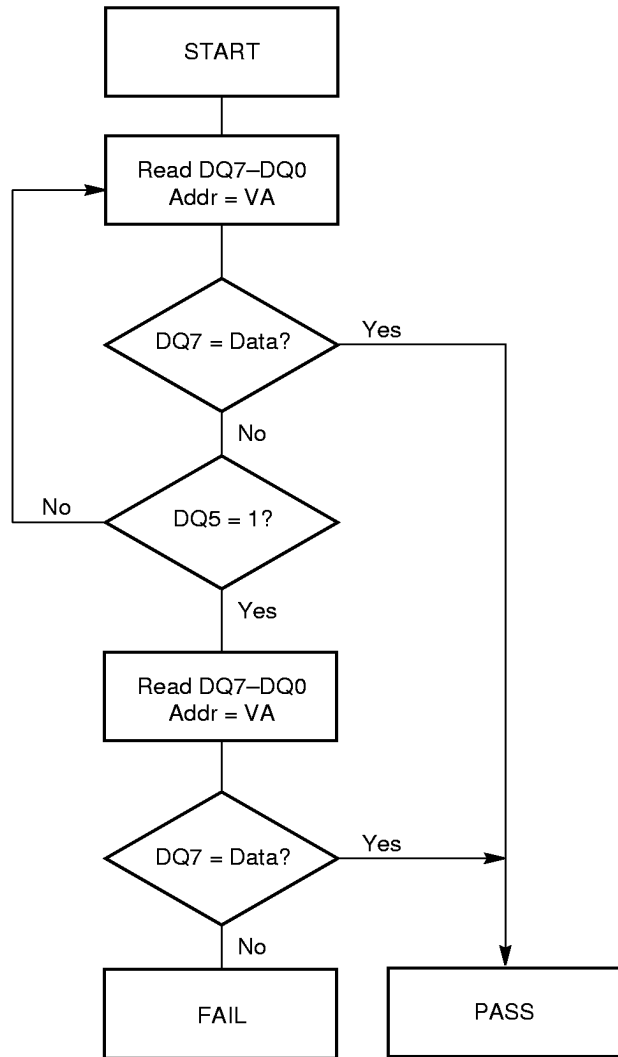 START
Read DQ7–DQ0
Addr = VA
DQ7 = Data?
Yes
No
No
DQ5 = 1?
Yes
Read DQ7–DQ0
Addr = VA
DQ7 = Data?
Yes
No
FAIL
PASS